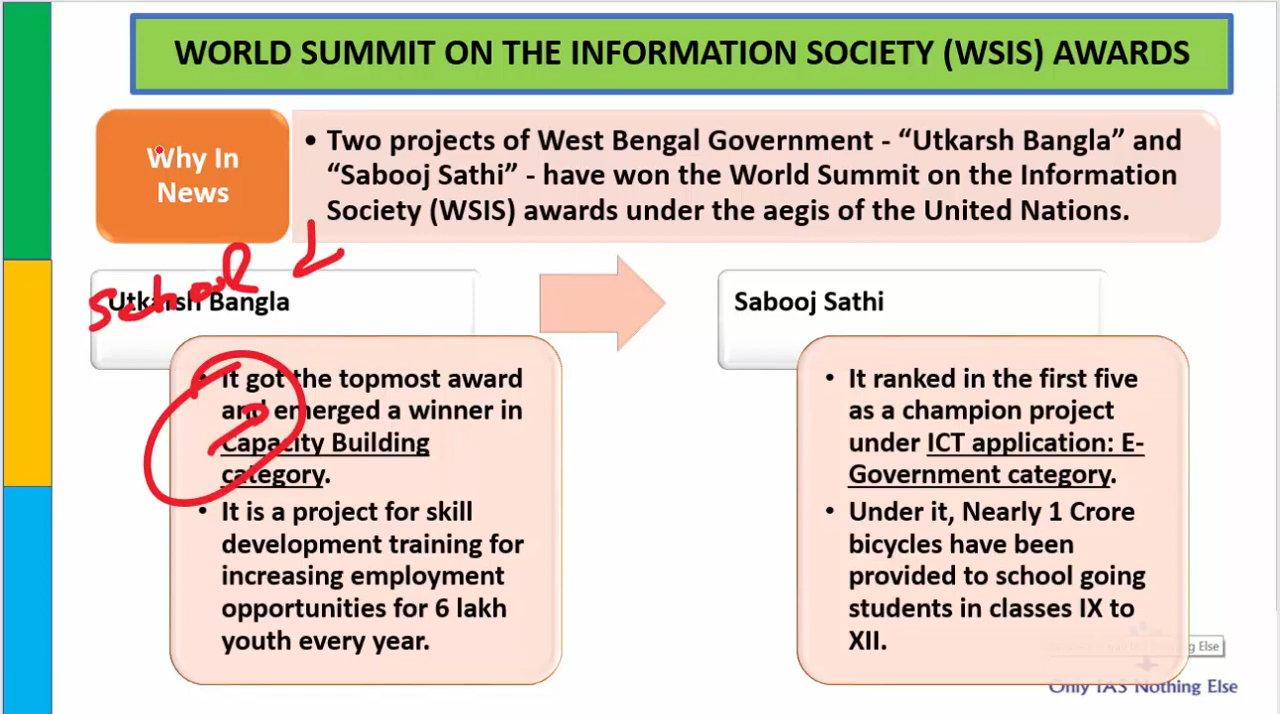 WORLD SUMMIT ON THE INFORMATION SOCIETY (WSIS) AWARDS
Why In
News
• Two projects of West Bengal Government - “Utkarsh Bangla” and
“Sabooj Sathi” - have won the World Summit on the Information
Society (WSIS) awards under the aegis of the United Nations.
School
Utkarsh Bangla
• It got the topmost award
and emerged a winner in
Capacity Building
category.
• It is a project for skill
development training for
increasing employment
opportunities for 6 lakh
youth every year.
Sabooj Sathi
• It ranked in the first five
as a champion project
under ICT application: E-
Government category.
• Under it, Nearly 1 Crore
bicycles have been
provided to school going
students in classes IX to
XII.
g Else
Only IAS Nothing Else